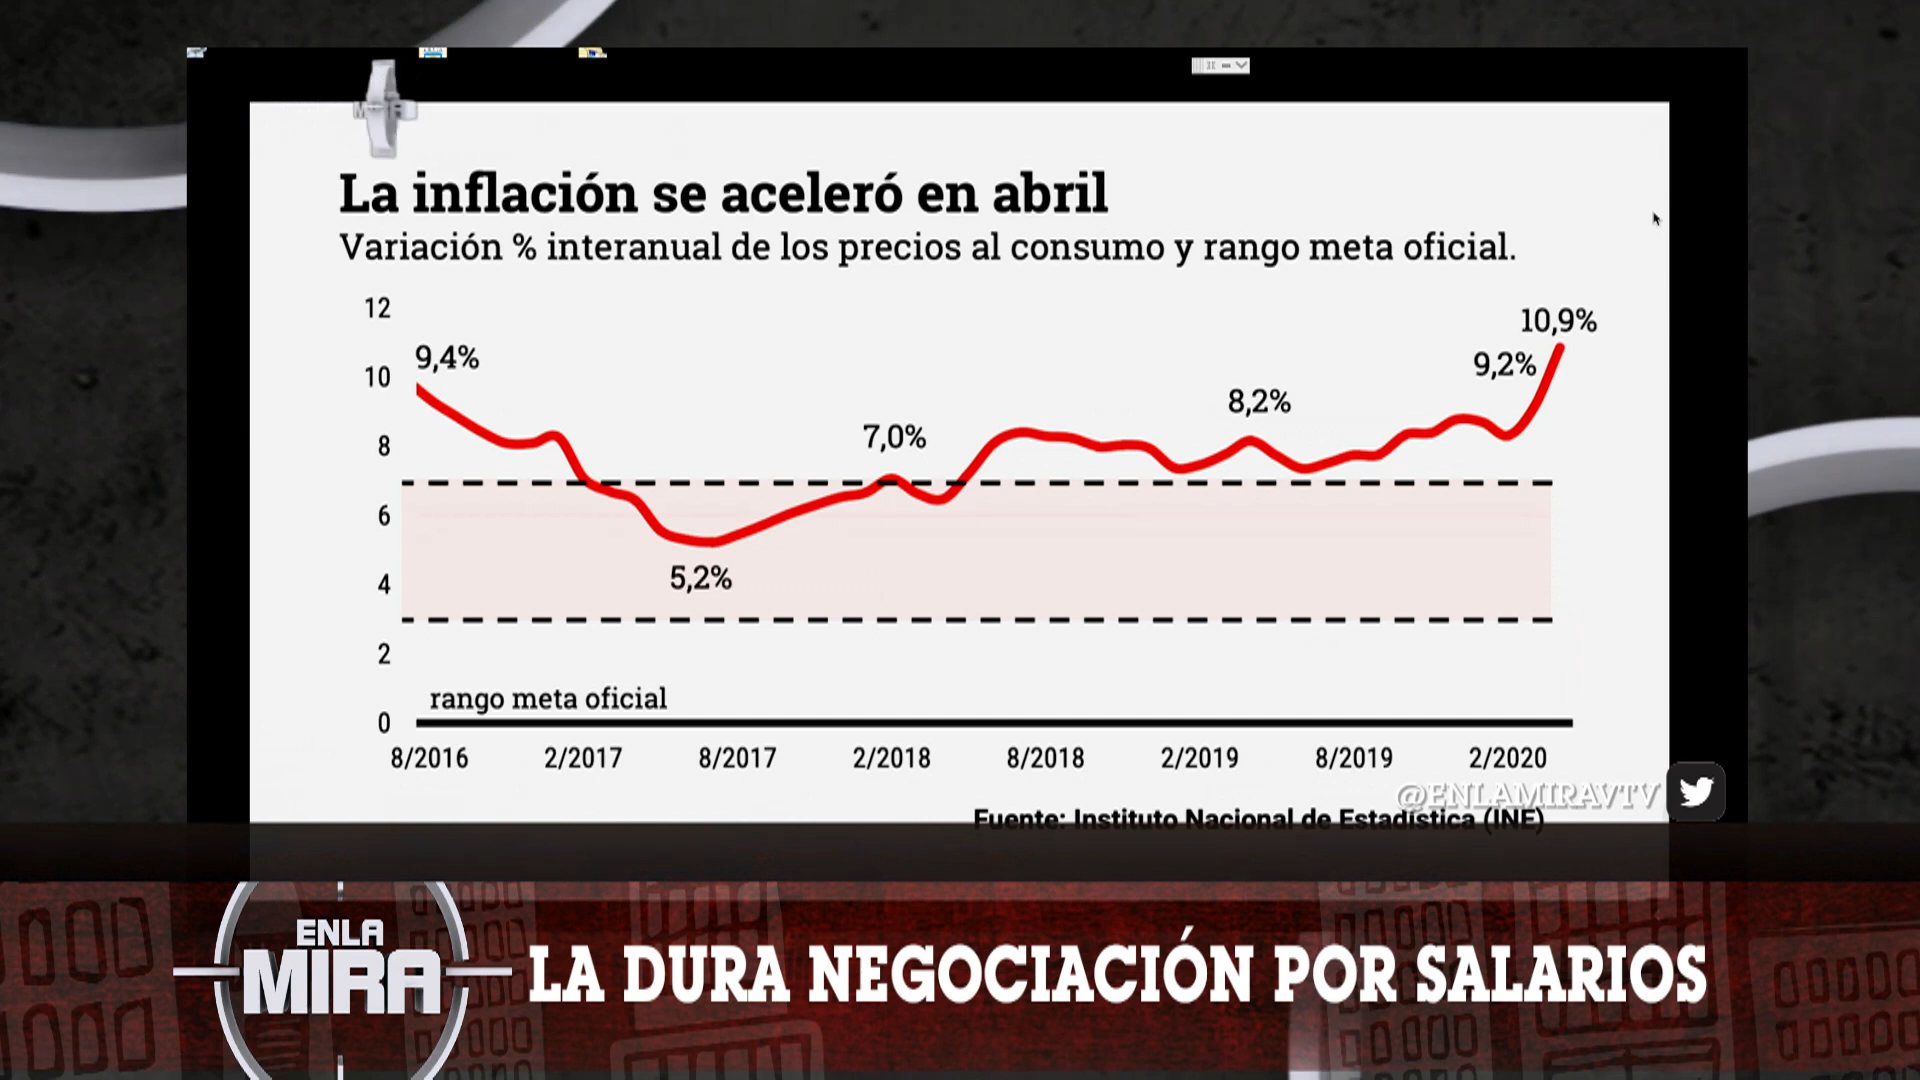 La inflación se aceleró en abril
Variación % interanual de los precios al consumo y rango meta oficial.
12
10
8
6
4
2
0
9,4%
5,2%
7,0%
8,2%
9,2%
10,9%
rango meta oficial
8/2016 2/2017 8/2017 2/2018 8/2018 2/2019 8/2019 2/2020
@ENLAMIRAVTV
Fuente: Instituto Nacional de Estadística (INE)
ENLA
MIRA
LA DURA NEGOCIACIÓN POR SALARIOS